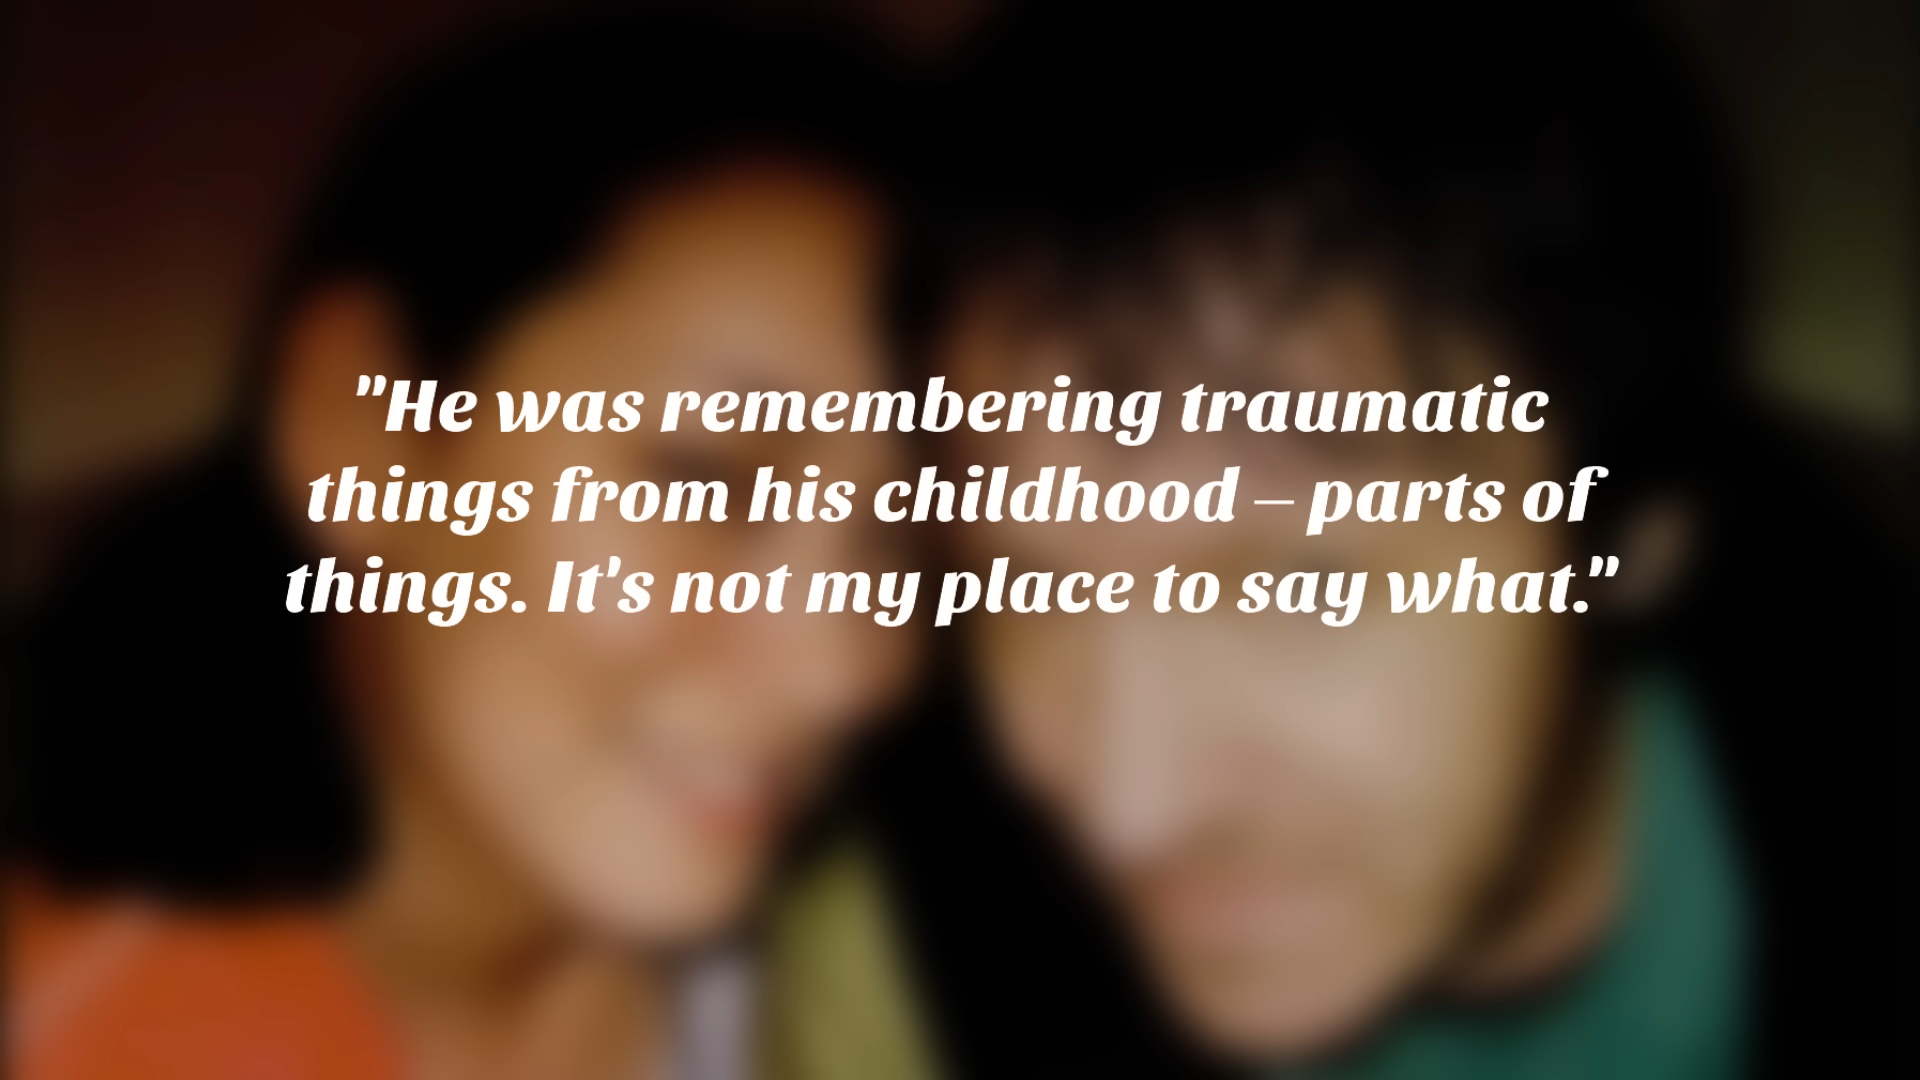 "He was remembering traumatic
things from his childhood – parts of
things. It's not my place to say what."